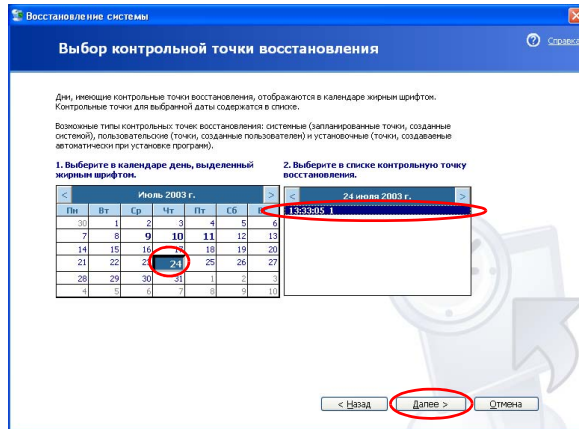 Восстановление системы
Выбор контрольной точки восстановления
Справка
Дни, имеющие контрольные точки восстановления, отображаются в календаре жирным шрифтом.
Контрольные точки для выбранной даты содержатся в списке.
Возможные типы контрольных точек восстановления: системные (запланированные точки, созданные
системой), пользовательские (точки, созданные пользователем) и установочные (точки, создаваемые
автоматически при установке программ).
1. Выберите в календаре день, выделенный
жирным шрифтом.
2. Выберите в списке контрольную точку
восстановления.
< Июль 2003 г. >
Пн Вт Ср Чт Пт Сб
30 1 2 3 4 5 6
7 8 9 10 11 12 13
14 15 16 17 18 19 20
21 22 23 24 25 26 27
28 29 30 31 1 2 3
4 5 6 7 8 9 10
< 24 июля 2003 г. >
13:33:05 1
< Назад
Далее >
Отмена